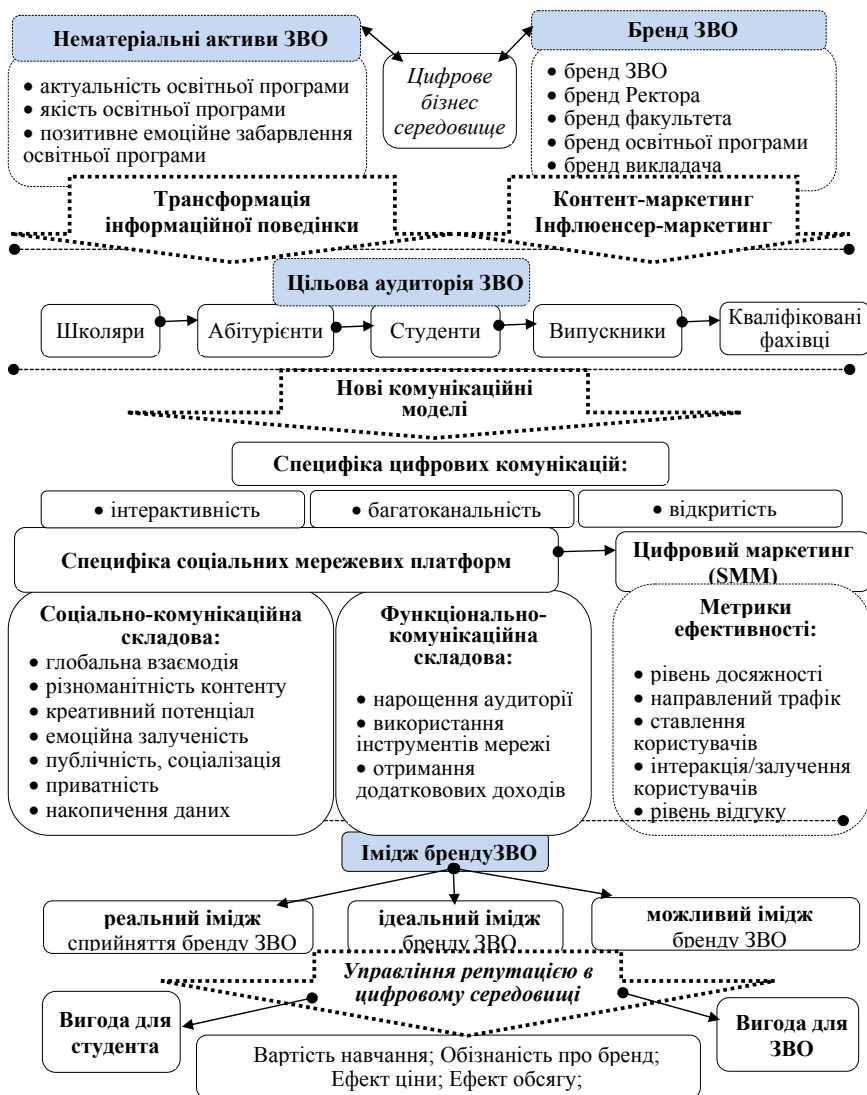 Нематеріальні активи ЗВО
• актуальність освітньої програми
• якість освітньої програми
• позитивне емоційне забарвлення
освітньої програми
Цифрове
бізнес
середовище
Бренд ЗВО
• бренд ЗВО
• бренд Ректора
• бренд факультета
• бренд освітньої програми
• бренд викладача
Трансформація
інформаційної поведінки
Контент-маркетинг
Інфлюенсер-маркетинг
Цільова аудиторія ЗВО
Школяри
Абітурієнти
Студенти
Випускники
Кваліфіковані
фахівці
Нові комунікаційні
моделі
Специфіка цифрових комунікацій:
• інтерактивність
• багатоканальність
• відкритість
Специфіка соціальних мережевих платформ
Цифровий маркетинг
(SMM)
Соціально-комунікаційна
складова:
• глобальна взаємодія
• різноманітність контенту
• креативний потенціал
• емоційна залученість
• публічність, соціалізація
• приватність
• накопичення даних
Функціонально-
комунікаційна
складова:
• нарощення аудиторії
• використання
інструментів мережі
• отримання
додатковових доходів
Метрики
ефективності:
• рівень досяжності
• направлений трафік
• ставлення
користувачів
• інтеракція/залучення
користувачів
• рівень відгуку
Імідж брендуЗВО
реальний імідж
сприйняття бренду ЗВО
ідеальний імідж
бренду ЗВО
можливий імідж
бренду ЗВО
Управління репутацією в
цифровому середовищі
Вигода для
студента
Вигода для
ЗВО
Вартість навчання; Обізнаність про бренд;
Ефект ціни; Ефект обсягу;